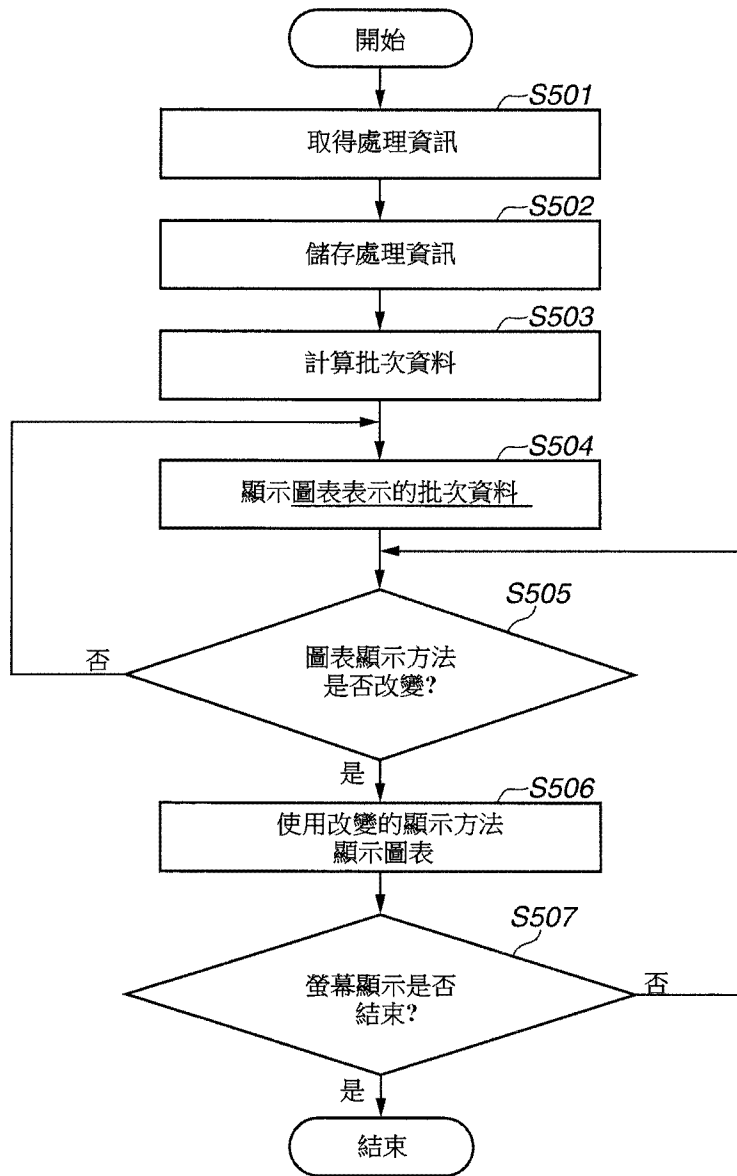 開始
S501
取得處理資訊
S502
儲存處理資訊
S503
計算批次資料
S504
顯示圖表表示的批次資料
S505
圖表顯示方法
是否改變?
否
是
S506
使用改變的顯示方法
顯示圖表
S507
螢幕顯示是否
結束?
否
是
結束